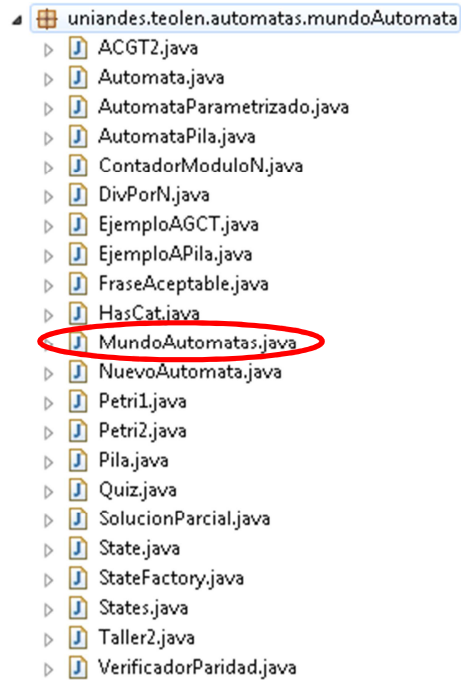 uniandes.teolen.automatas.mundoAutomata
ACGT2.java
Automata.java
AutomataParametrizado.java
AutomataPila.java
ContadorModuloN.java
DivPorN.java
EjemploAGCT.java
EjemploAPila.java
FraseAceptable.java
HasCat.java
MundoAutomatas.java
NuevoAutomata.java
Petri1.java
Petri2.java
Pila.java
Quiz.java
SolucionParcial.java
State.java
StateFactory.java
States.java
Taller2.java
VerificadorParidad.java